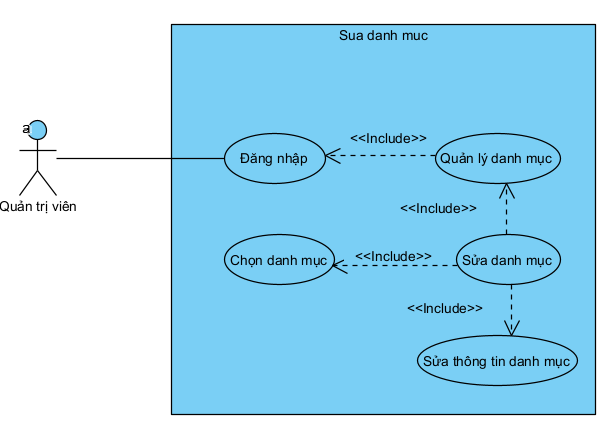 Sua danh muc
a
Quản trị viên
Đăng nhập
<<Include>>
Quản lý danh mục
<<Include>>
Chọn danh mục
<<Include>>
Sửa danh mục
<<Include>>
Sửa thông tin danh mục